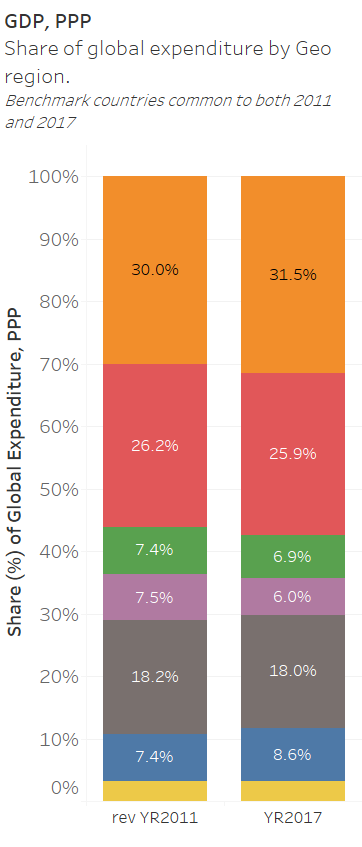 GDP, PPP
Share of global expenditure by Geo
region.
Benchmark countries common to both 2011
and 2017
Share (%) of Global Expenditure, PPP
100%
90%
80%
70%
60%
50%
40%
30%
20%
10%
0%
30.0%
26.2%
7.4%
7.5%
18.2%
7.4%
31.5%
25.9%
6.9%
6.0%
18.0%
8.6%
rev YR2011
YR2017